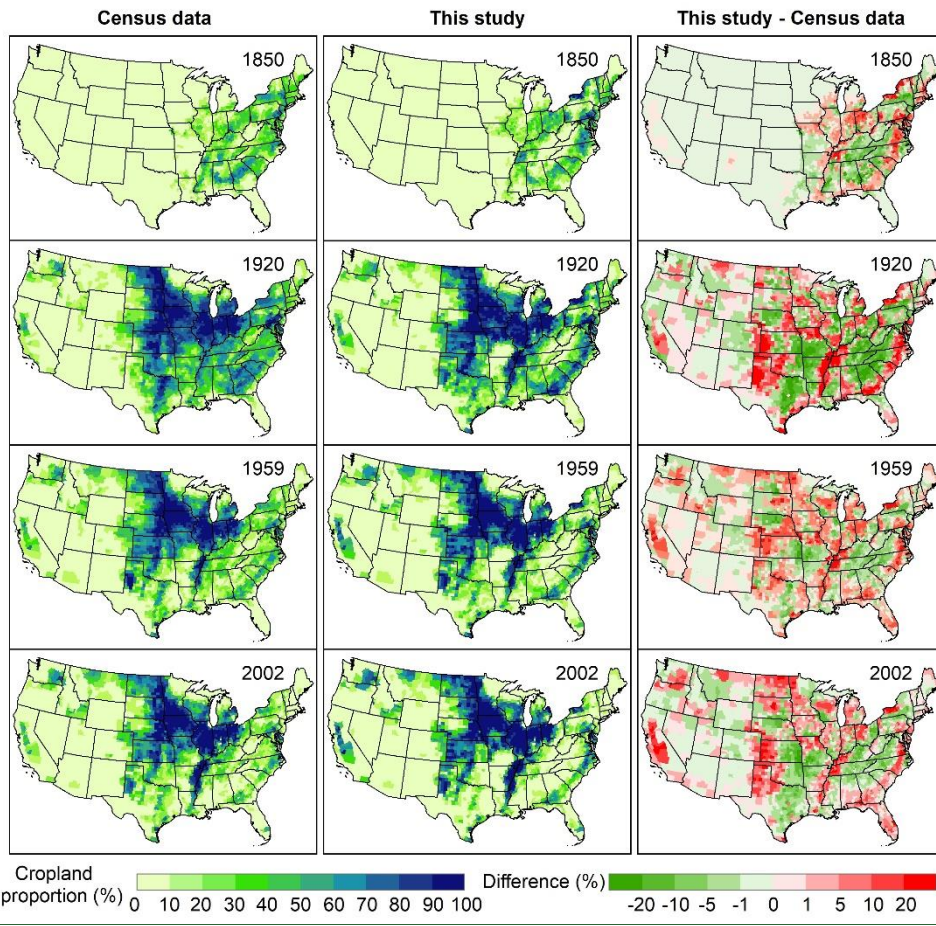 Census data
This study
This study - Census data
1850
1850
1850
1920
1920
1920
1959
1959
1959
2002
2002
2002
Cropland proportion (%)
0 10 20 30 40 50 60 70 80 90 100
Difference (%)
-20 -10 -5 -1 0 1 5 10 20